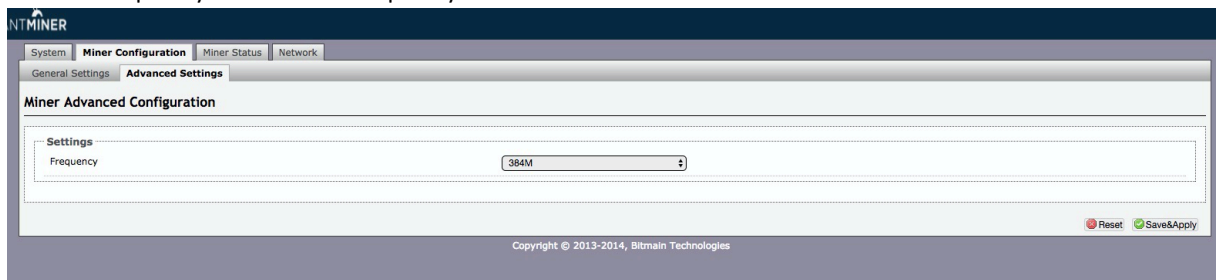 NTMINER
System Miner Configuration Miner Status Network
General Settings Advanced Settings
Miner Advanced Configuration
Settings
Frequency 384M
Reset Save&Apply
Copyright © 2013-2014, Bitmain Technologies